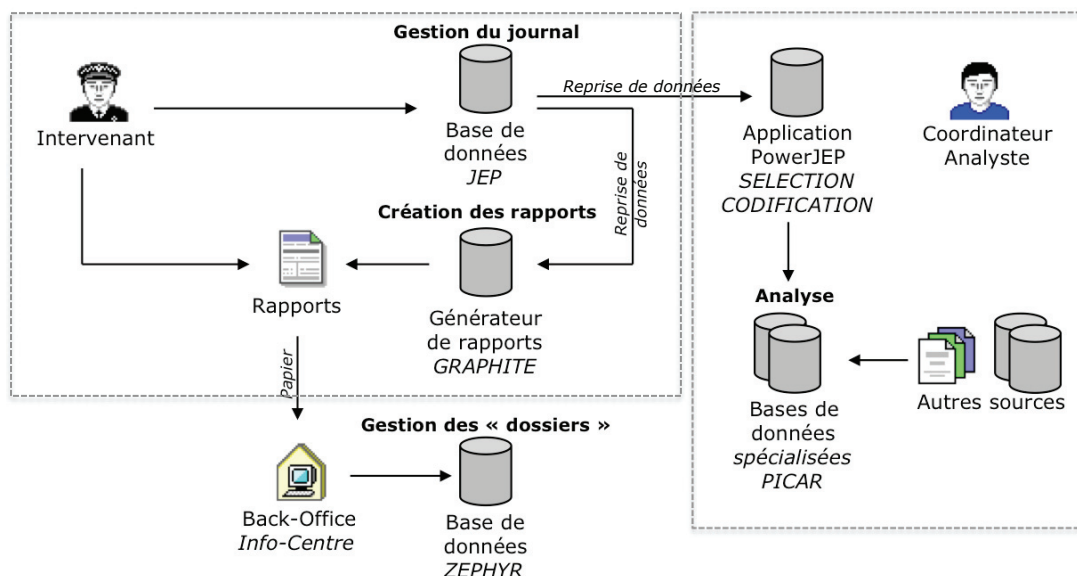 Gestion du journal
Intervenant
Base de
données
JEP
Reprise de données
Reprise de
données
Création des rapports
Rapports
Générateur
de rapports
GRAPHITE
Papier
Gestion des « dossiers »
Back-Office
Info-Centre
Base de
données
ZEPHYR
Application
PowerJEP
SELECTION
CODIFICATION
Coordinateur
Analyste
Analyse
Bases de
données
spécialisées
PICAR
Autres sources